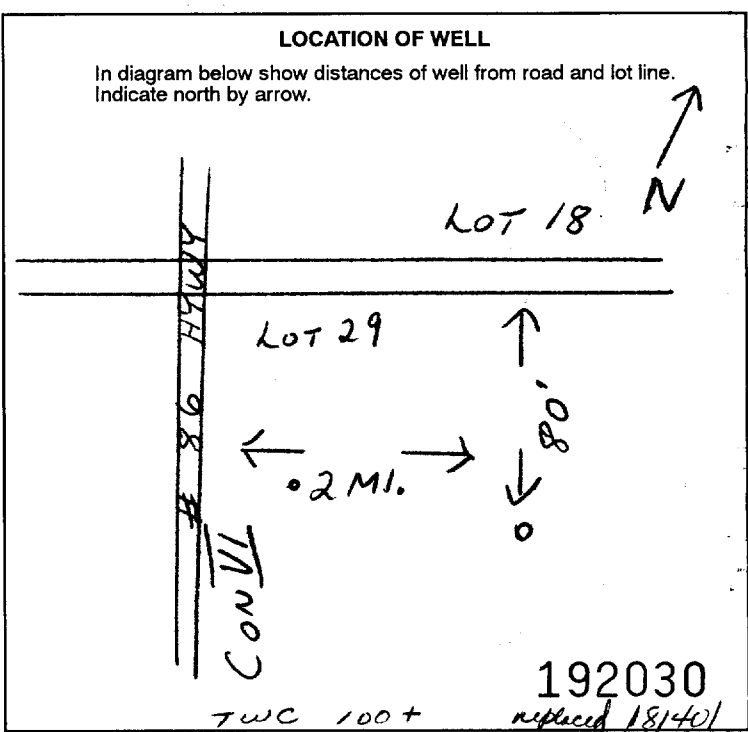 LOCATION OF WELL
In diagram below show distances of well from road and lot line.
Indicate north by arrow.
N
LOT 18
LOT 29
# 86 Hywy
.2 MI.
80'
CON VI
192030
TWC 100+
replaced 181401